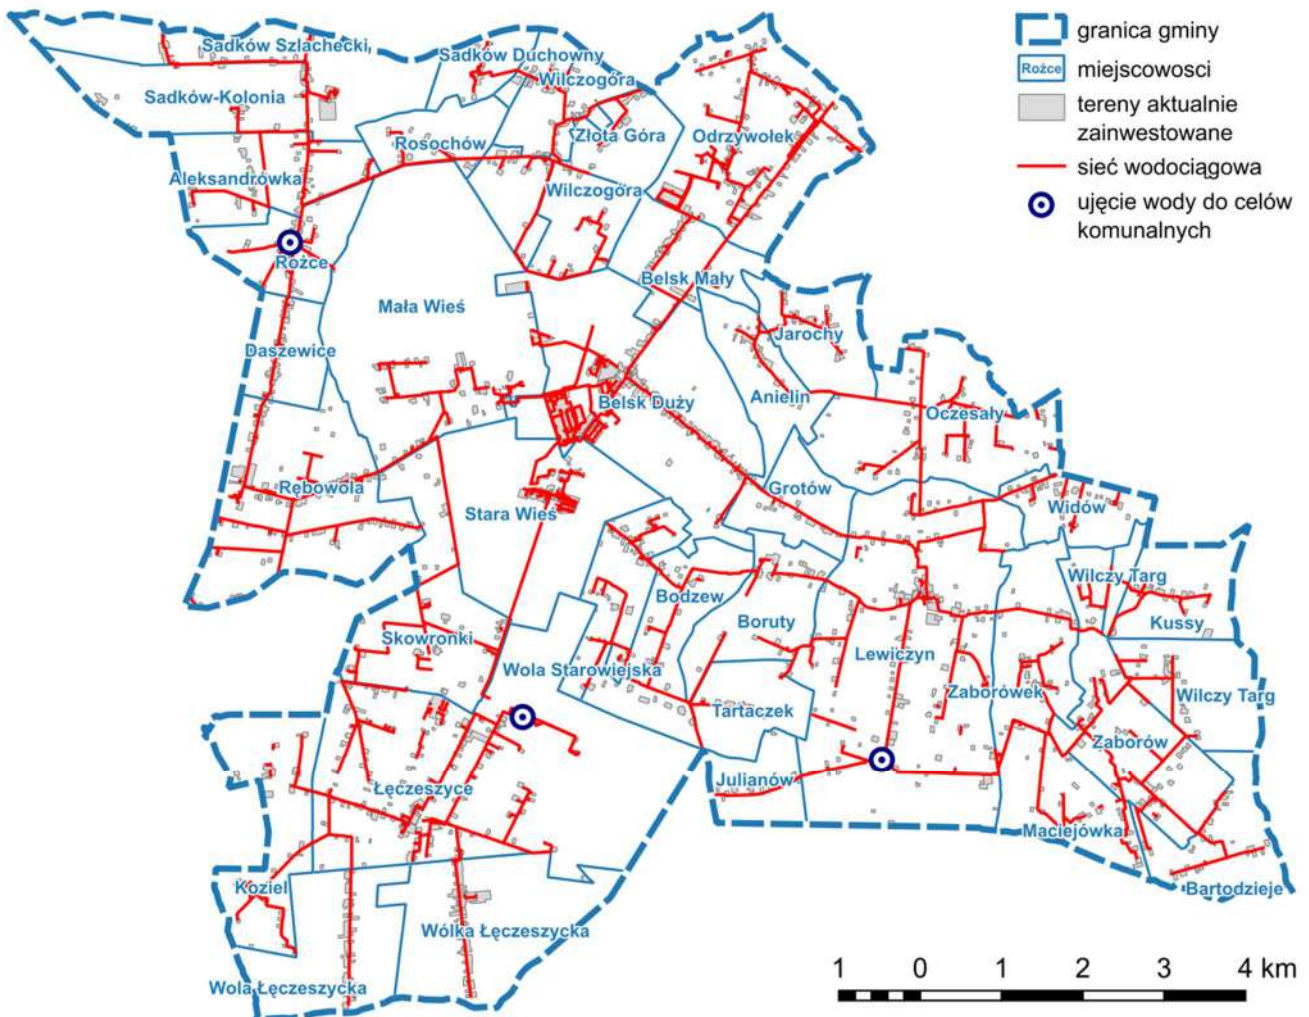 granica gminy
Rożce
miejscowosci
tereny aktualnie
zainwestowane
sieć wodociągowa
ujęcie wody do celów
komunalnych
Sadków Szlachecki
Sadków Duchowny
Wilczogóra
Sadków-Kolonia
Złota Góra
Odrzywołek
Rosochów
Aleksandrówka
Wilczogóra
Rożce
Belsk Mały
Mała Wieś
Jarochy
Daszewice
Anielin
Belsk Duży
Oczesały
Rębowola
Grotów
Stara Wieś
Widów
Wilczy Targ
Bodzew
Boruty
Kussy
Skowronki
Lewiczyn
Wola Starowiejska
Zaborówek
Wilczy Targ
Tartaczek
Zaborów
Julianów
Łęczeszyce
Maciejówka
Koziel
Bartodzieje
Wólka Łęczeszycka
Wola Łęczeszycka
1 0 1 2 3 4 km